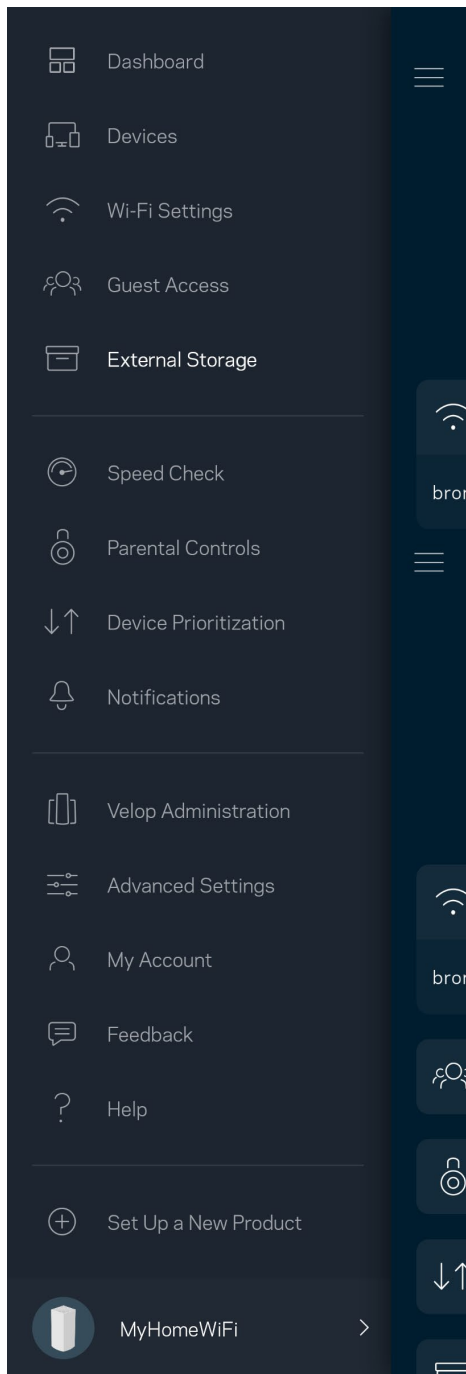 Dashboard
Devices
Wi-Fi Settings
Guest Access
External Storage
Speed Check
Parental Controls
Device Prioritization
Notifications
Velop Administration
Advanced Settings
My Account
Feedback
Help
Set Up a New Product
MyHomeWiFi